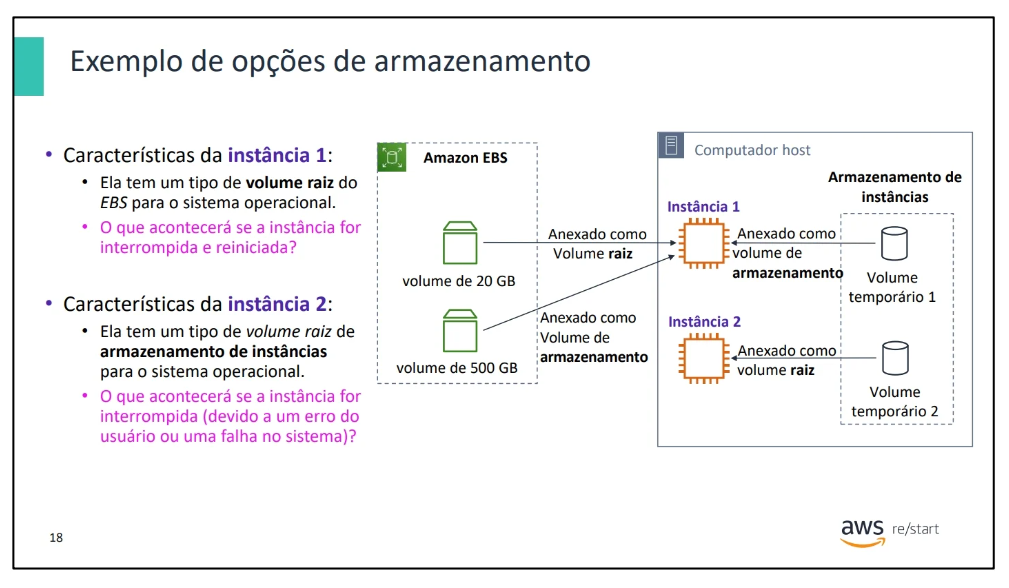 Exemplo de opções de armazenamento
• Características da instância 1:
• Ela tem um tipo de volume raiz do
EBS para o sistema operacional.
• O que acontecerá se a instância for
interrompida e reiniciada?
• Características da instância 2:
• Ela tem um tipo de volume raiz de
armazenamento de instâncias
para o sistema operacional.
• O que acontecerá se a instância for
interrompida (devido a um erro do
usuário ou uma falha no sistema)?
Amazon EBS
volume de 20 GB
volume de 500 GB
Anexado como
Volume raiz
Anexado como
Volume de
armazenamento
Computador host
Armazenamento de
instâncias
Instância 1
Anexado como
volume de
armazenamento
Volume
temporário 1
Instância 2
Anexado como
volume raiz
Volume
temporário 2
18
aws re/start